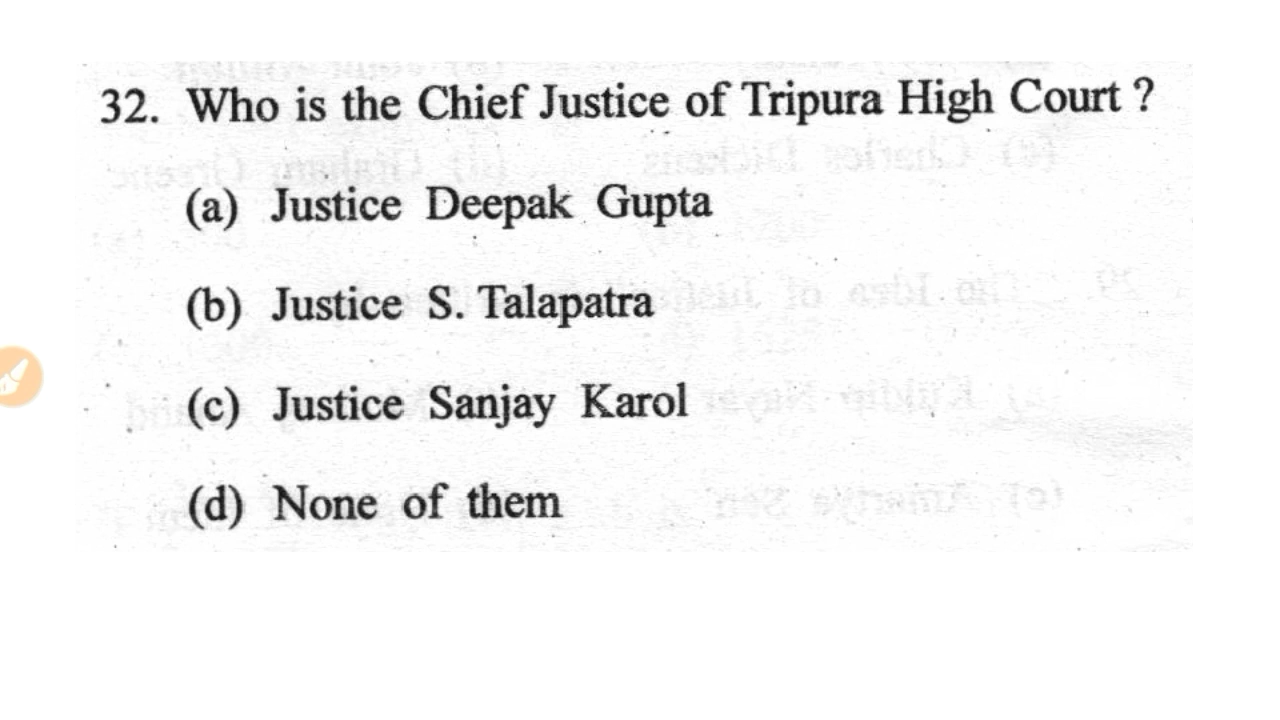 32. Who is the Chief Justice of Tripura High Court ?
(a) Justice Deepak Gupta
(b) Justice S. Talapatra
(c) Justice Sanjay Karol
(d) None of them